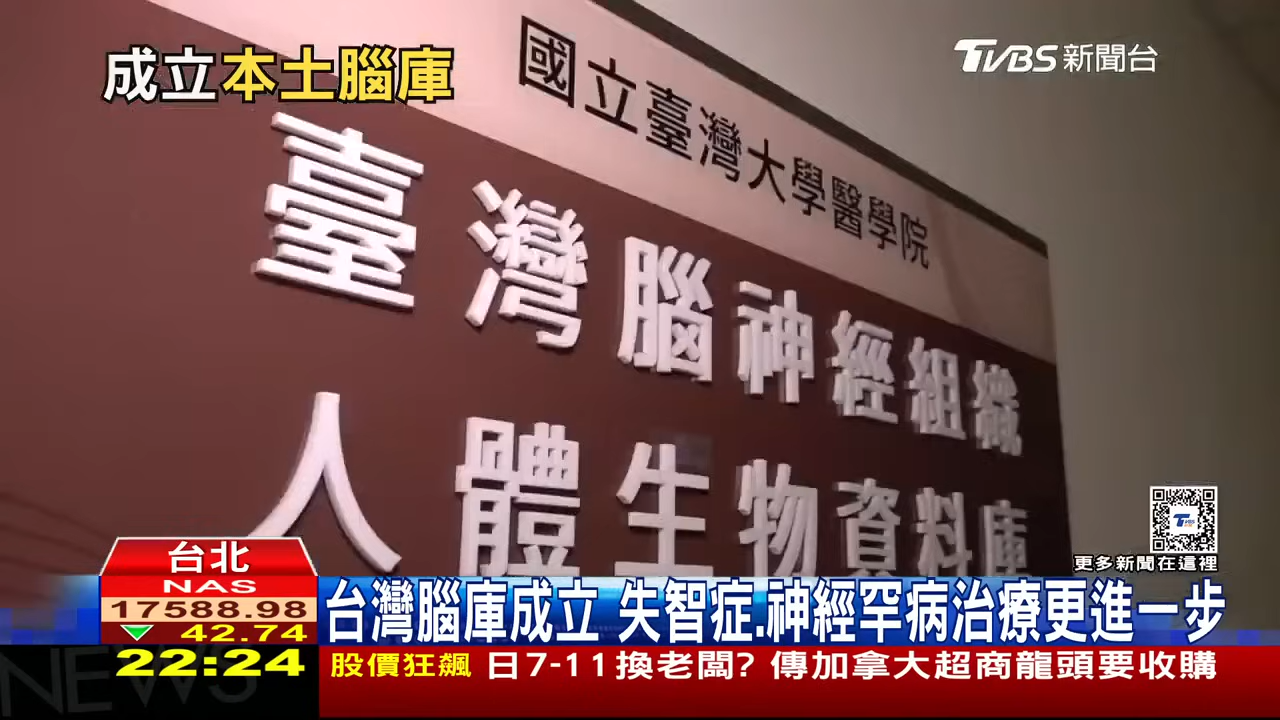 成立本土腦庫
TVBS新聞台
國立臺灣大學醫學院
臺灣腦神經組織
人體生物資料庫
TVBS
更多新聞在這裡
台北
NAS
17588.98
42.74
台灣腦庫成立 失智症.神經罕病治療更進一步
22:24
股價狂飆 日7-11換老闆? 傳加拿大超商龍頭要收購
NEWS